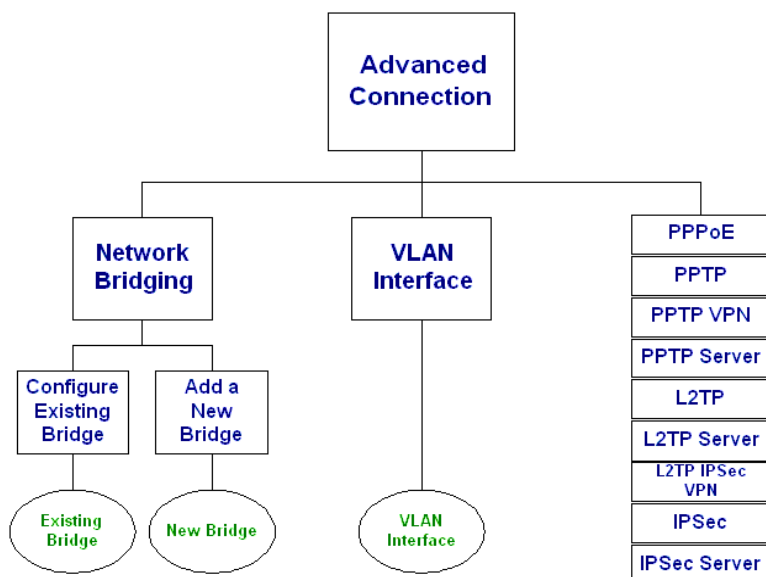 Advanced
Connection
Network
Bridging
VLAN
Interface
PPPoE
PPTP
PPTP VPN
PPTP Server
L2TP
L2TP Server
L2TP IPSec
VPN
IPSec
IPSec Server
Configure
Existing
Bridge
Add a
New
Bridge
Existing
Bridge
New Bridge
VLAN
Interface